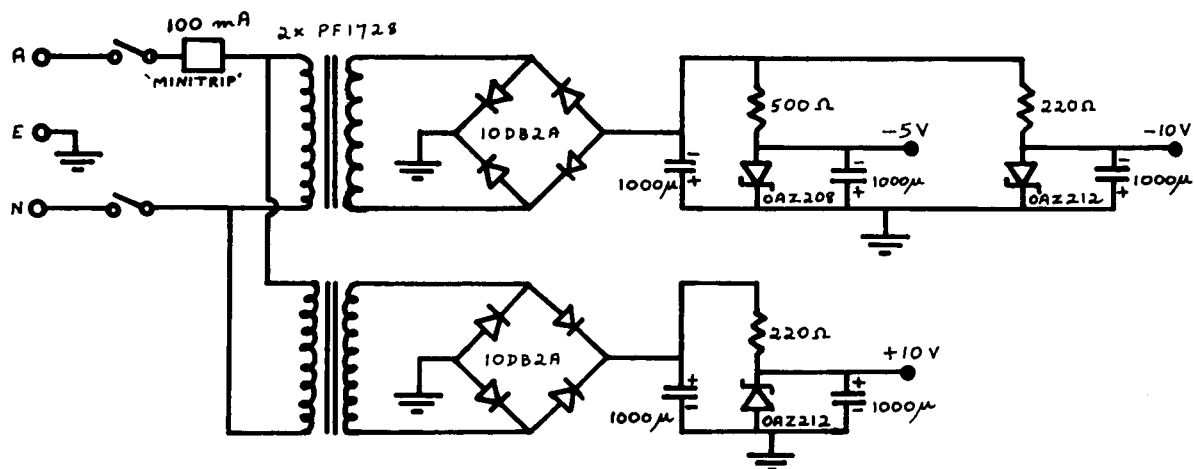 100 mA
2x PF1728
A
'MINITRIP'
E
N
10DB2A
1000µ
-
+
500Ω
-5V
OAZ208
-
+
1000µ
220Ω
-10V
OAZ212
-
+
1000µ
10DB2A
1000µ
+
-
220Ω
+10V
OAZ212
+
-
1000µ